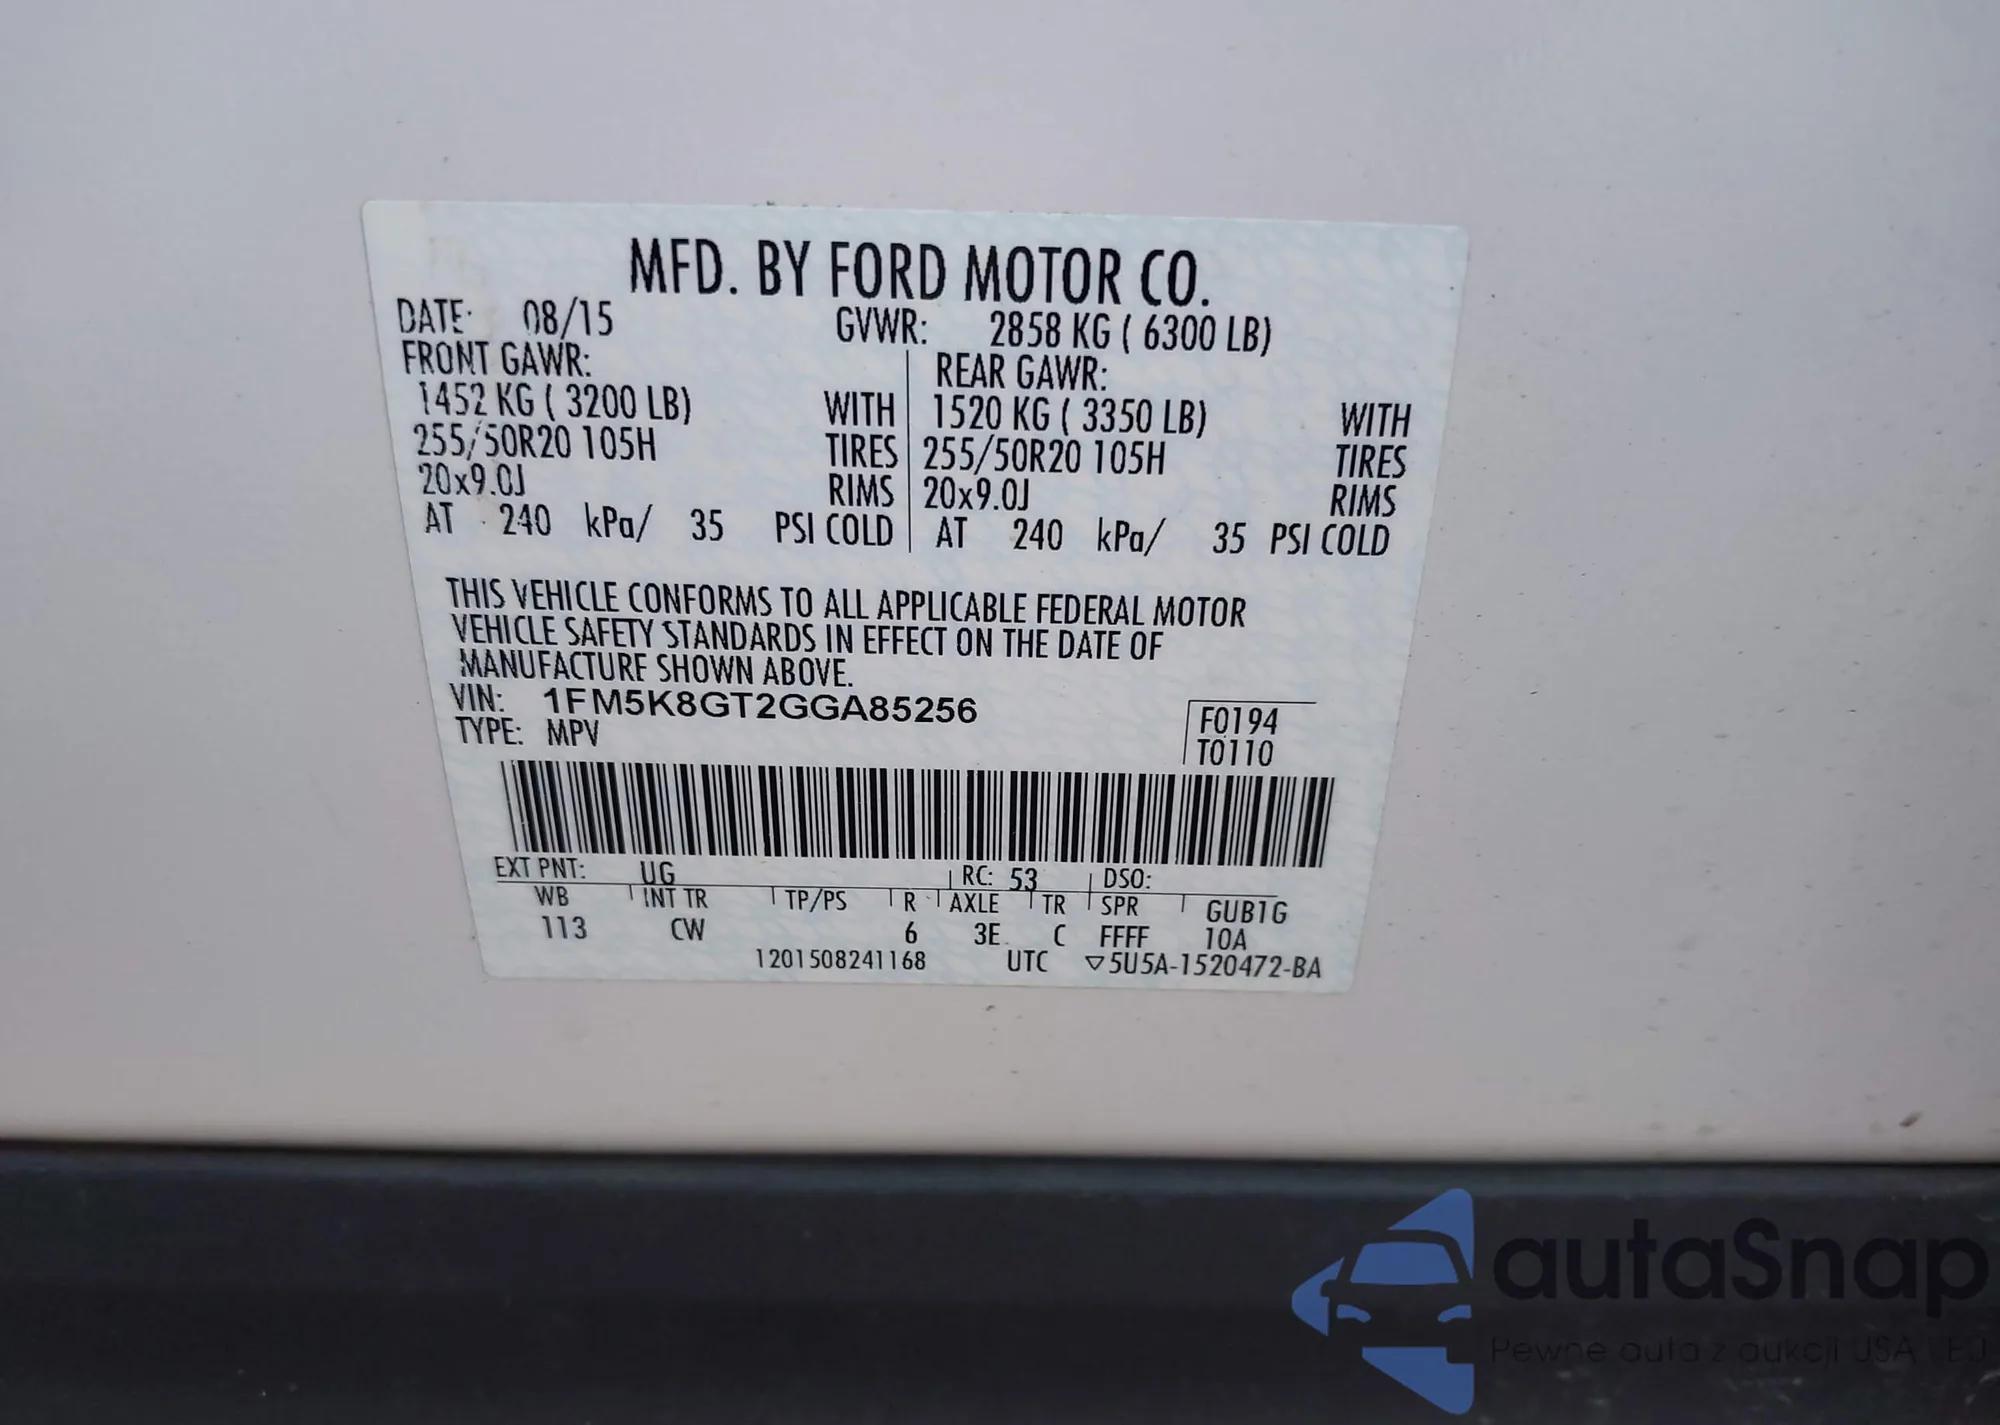 MFD. BY FORD MOTOR CO.
DATE: 08/15 GVWR: 2858 KG ( 6300 LB)
FRONT GAWR: REAR GAWR:
1452 KG ( 3200 LB) WITH 1520 KG ( 3350 LB) WITH
255/50R20 105H TIRES 255/50R20 105H TIRES
20x9.0J RIMS 20x9.0J RIMS
AT 240 kPa/ 35 PSI COLD AT 240 kPa/ 35 PSI COLD
THIS VEHICLE CONFORMS TO ALL APPLICABLE FEDERAL MOTOR
VEHICLE SAFETY STANDARDS IN EFFECT ON THE DATE OF
MANUFACTURE SHOWN ABOVE.
VIN: 1FM5K8GT2GGA85256 F0194
TYPE: MPV T0110
EXT PNT: UG RC: 53 DSO:
WB INT TR TP/PS R AXLE TR SPR GUB1G
113 CW 6 3E C FFFF 10A
1201508241168 UTC ▽5U5A-1520472-BA
autaSnap
Pewne auta z aukcji USA i EU